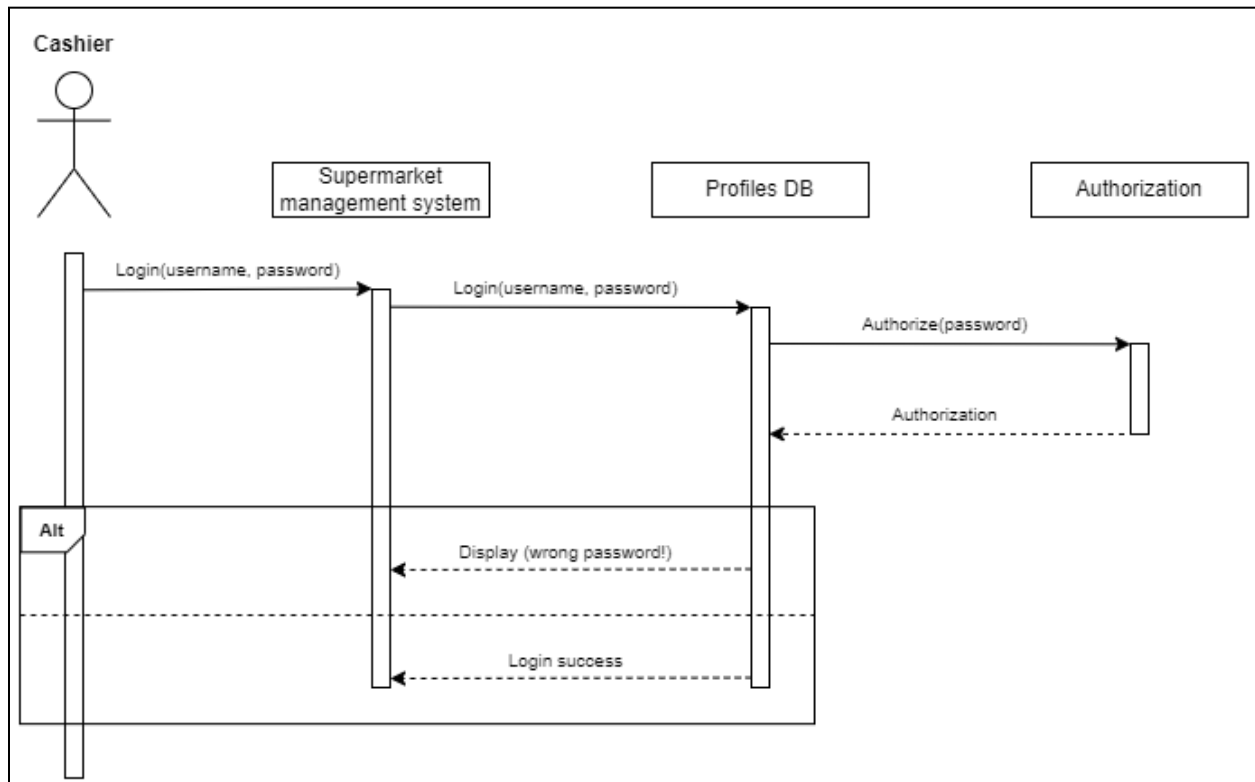 Cashier
Supermarket
management system
Profiles DB
Authorization
Login(username, password)
Login(username, password)
Authorize(password)
Authorization
Alt
Display (wrong password!)
Login success